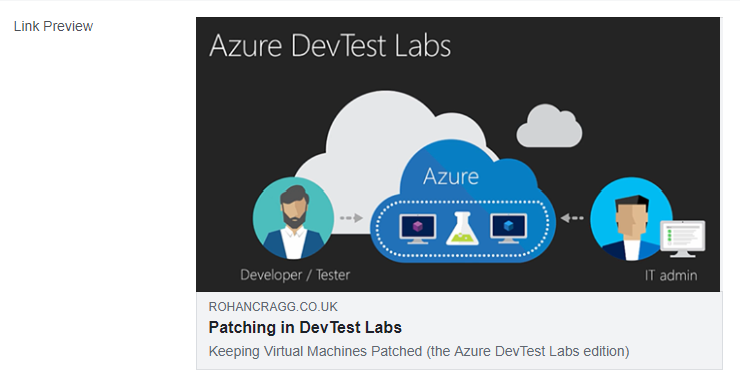 Link Preview
Azure DevTest Labs
Azure
Developer / Tester
IT admin
ROHANCRAGG.CO.UK
Patching in DevTest Labs
Keeping Virtual Machines Patched (the Azure DevTest Labs edition)